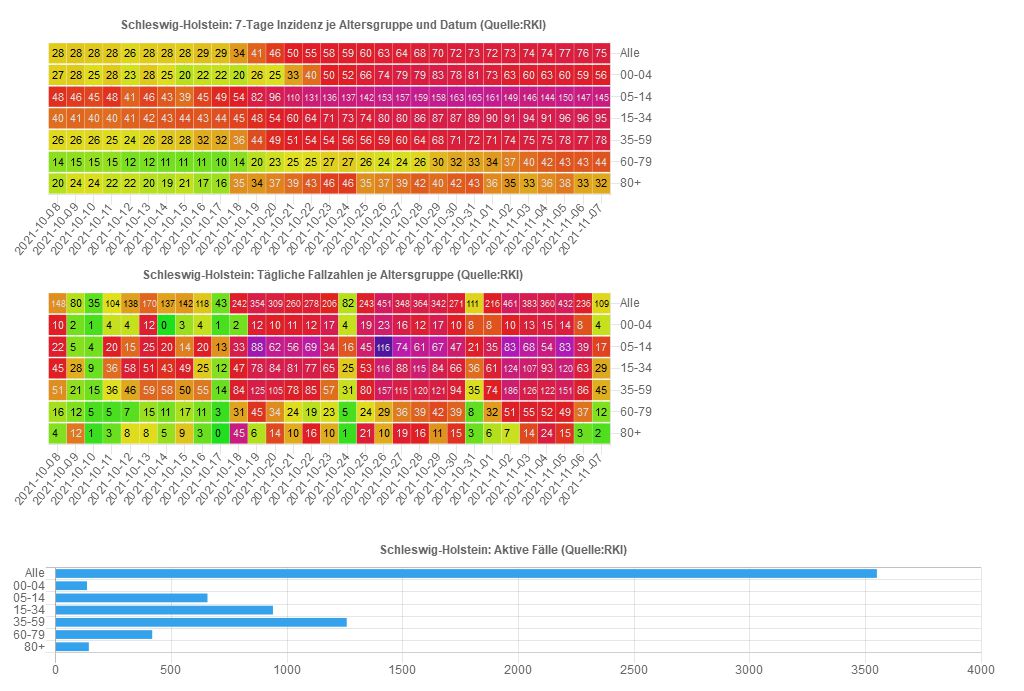 Schleswig-Holstein: 7-Tage Inzidenz je Altersgruppe und Datum (Quelle:RKI)
28 28 28 28 26 28 28 28 29 29 34 41 46 50 55 58 59 60 63 64 68 70 72 73 72 73 74 74 77 76 75 Alle
27 28 25 28 23 28 25 20 22 22 20 26 25 33 40 50 52 66 74 79 79 83 78 81 73 63 60 63 60 59 56 00-04
48 46 45 48 41 46 43 39 45 49 54 82 96 110 131 136 137 142 153 157 159 158 163 165 161 149 146 144 150 147 145 05-14
40 41 40 40 41 42 43 44 43 44 45 48 54 60 64 71 73 74 80 80 86 87 87 89 90 91 94 91 96 96 95 15-34
26 26 26 25 24 26 28 28 32 32 36 44 49 51 54 54 56 56 59 60 64 68 71 72 71 74 75 75 78 77 78 35-59
14 15 15 15 12 12 11 11 11 10 14 20 23 25 25 27 27 26 24 24 26 30 32 33 34 37 40 42 43 43 44 60-79
20 24 24 22 22 20 19 21 17 16 35 34 37 39 43 46 46 35 37 39 42 40 42 43 36 35 33 36 38 33 32 80+
2021-10-08 2021-10-09 2021-10-10 2021-10-11 2021-10-12 2021-10-13 2021-10-14 2021-10-15 2021-10-16 2021-10-17 2021-10-18 2021-10-19 2021-10-20 2021-10-21 2021-10-22 2021-10-23 2021-10-24 2021-10-25 2021-10-26 2021-10-27 2021-10-28 2021-10-29 2021-10-30 2021-10-31 2021-11-01 2021-11-02 2021-11-03 2021-11-04 2021-11-05 2021-11-06 2021-11-07
Schleswig-Holstein: Tägliche Fallzahlen je Altersgruppe (Quelle:RKI)
148 80 35 104 138 170 137 142 118 43 242 354 309 260 278 206 82 243 451 348 364 342 271 111 216 461 383 360 432 236 109 Alle
10 2 1 4 4 12 0 3 4 1 2 12 10 11 12 17 4 19 23 16 12 17 10 8 8 10 13 15 14 8 4 00-04
22 5 4 20 15 25 20 14 20 13 33 88 62 58 69 34 16 45 116 74 61 67 47 21 35 83 68 54 83 39 17 05-14
45 28 9 36 58 51 43 49 25 12 47 78 84 81 77 65 25 53 116 88 115 84 66 36 61 124 107 93 120 63 29 15-34
51 21 15 36 46 59 58 50 55 14 84 125 105 78 85 57 31 80 157 115 120 121 94 35 74 186 126 122 151 86 45 35-59
16 12 5 5 7 15 11 17 11 3 31 45 34 24 19 23 5 24 29 36 39 42 39 8 32 51 55 52 49 37 12 60-79
4 12 1 3 8 8 5 9 3 0 45 6 14 10 16 10 1 21 10 19 16 11 15 3 6 7 14 24 15 3 2 80+
2021-10-08 2021-10-09 2021-10-10 2021-10-11 2021-10-12 2021-10-13 2021-10-14 2021-10-15 2021-10-16 2021-10-17 2021-10-18 2021-10-19 2021-10-20 2021-10-21 2021-10-22 2021-10-23 2021-10-24 2021-10-25 2021-10-26 2021-10-27 2021-10-28 2021-10-29 2021-10-30 2021-10-31 2021-11-01 2021-11-02 2021-11-03 2021-11-04 2021-11-05 2021-11-06 2021-11-07
Schleswig-Holstein: Aktive Fälle (Quelle:RKI)
Alle
00-04
05-14
15-34
35-59
60-79
80+
0 500 1000 1500 2000 2500 3000 3500 4000